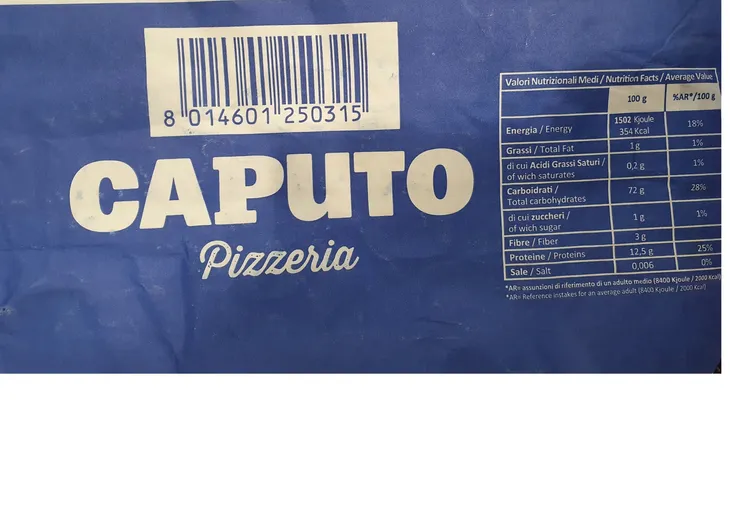 8 014601 250315
CAPUTO
Pizzeria
Valori Nutrizionali Medi / Nutrition Facts / Average Value
100 g %AR*/100 g
Energia / Energy 1502 Kjoule 18%
354 Kcal
Grassi / Total Fat 1 g 1%
di cui Acidi Grassi Saturi / 0,2 g 1%
of wich saturates
Carboidrati / 72 g 28%
Total carbohydrates
di cui zuccheri / 1 g 1%
of wich sugar
Fibre / Fiber 3 g
Proteine / Proteins 12,5 g 25%
Sale / Salt 0,006 0%
*AR= assunzioni di riferimento di un adulto medio (8400 Kjoule / 2000 Kcal)
*AR= Reference instakes for an average adult (8400 Kjoule / 2000 Kcal)